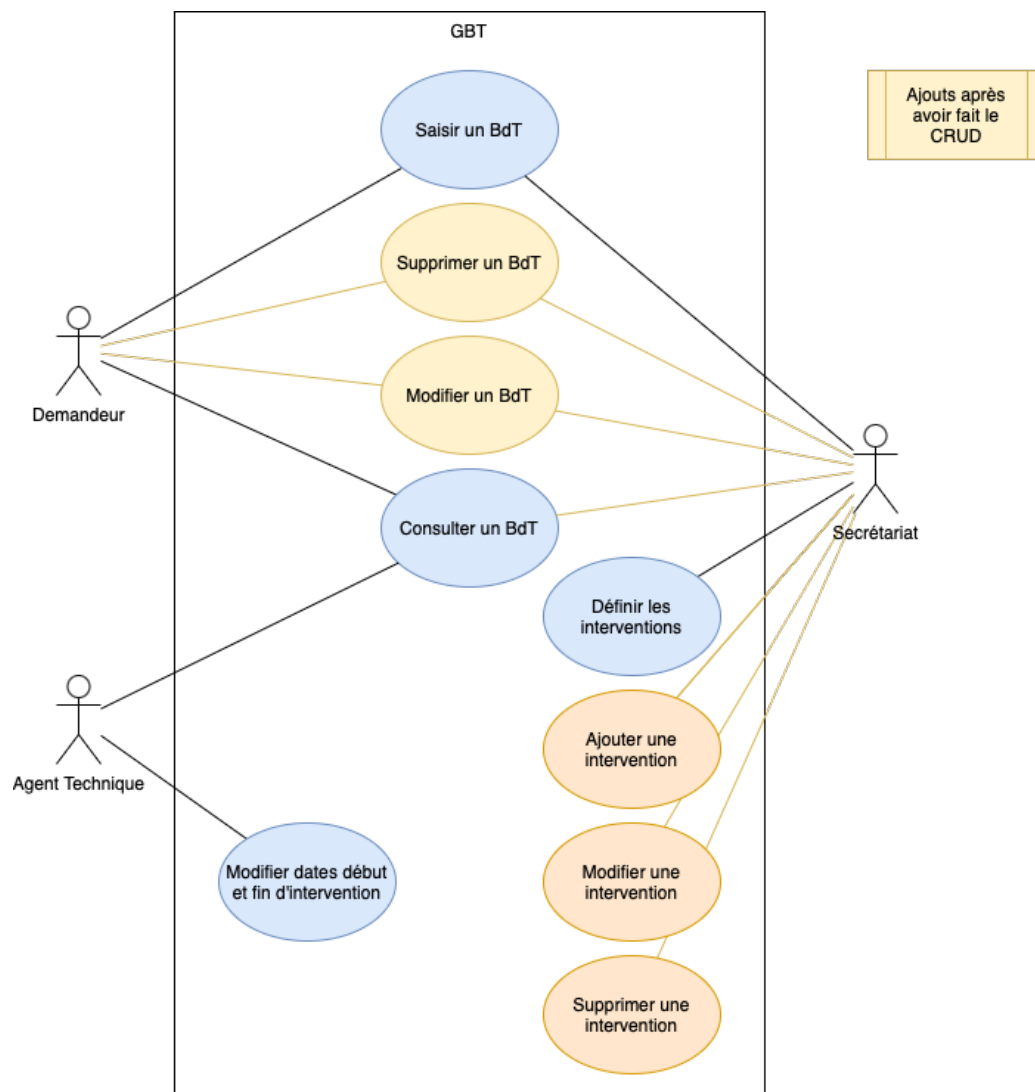 GBT
Saisir un BdT
Ajouts après
avoir fait le
CRUD
Supprimer un BdT
Modifier un BdT
Demandeur
Consulter un BdT
Secrétariat
Définir les
interventions
Ajouter une
intervention
Agent Technique
Modifier dates début
et fin d'intervention
Modifier une
intervention
Supprimer une
intervention